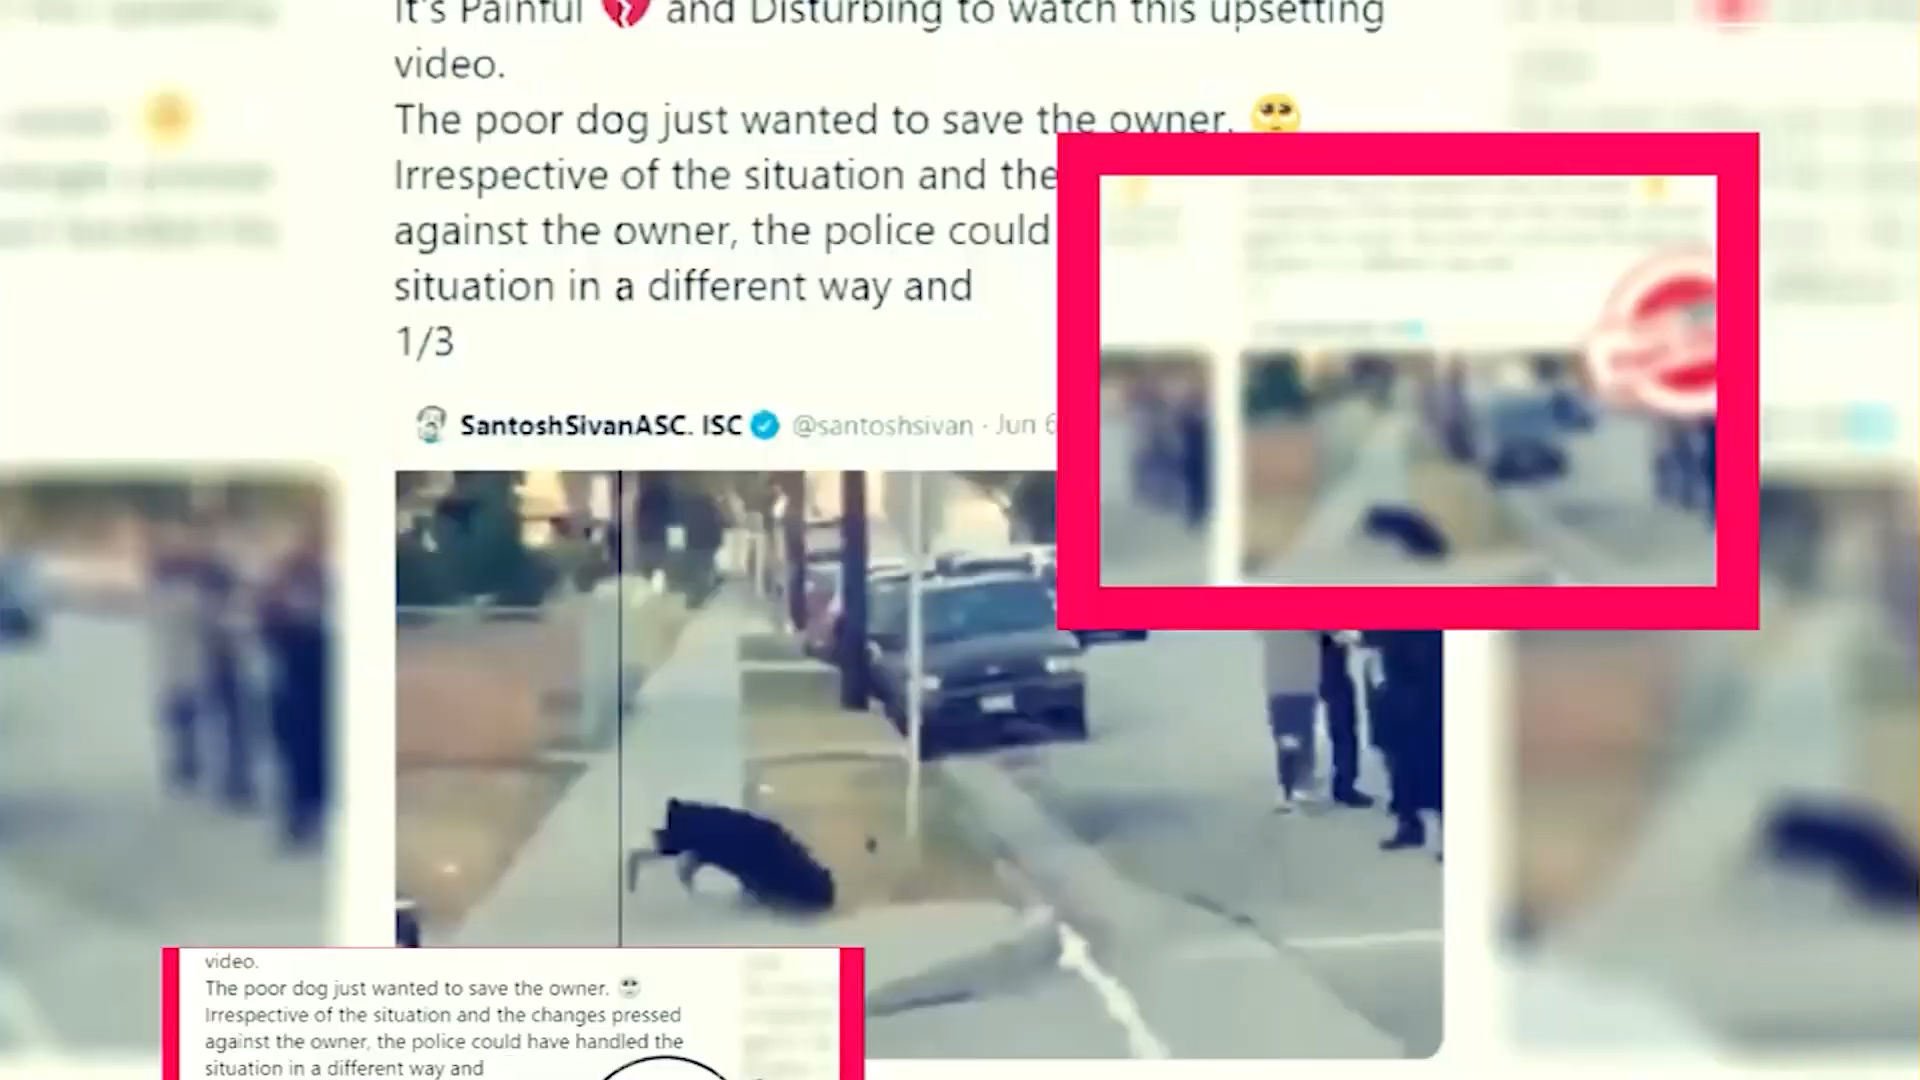 It's Painful 💔 and Disturbing to watch this upsetting
video.
The poor dog just wanted to save the owner. 🥺
Irrespective of the situation and the
against the owner, the police could
situation in a different way and
1/3
SantoshSivanASC. ISC @santoshsivan · Jun 6
video.
The poor dog just wanted to save the owner. 🥺
Irrespective of the situation and the changes pressed
against the owner, the police could have handled the
situation in a different way and